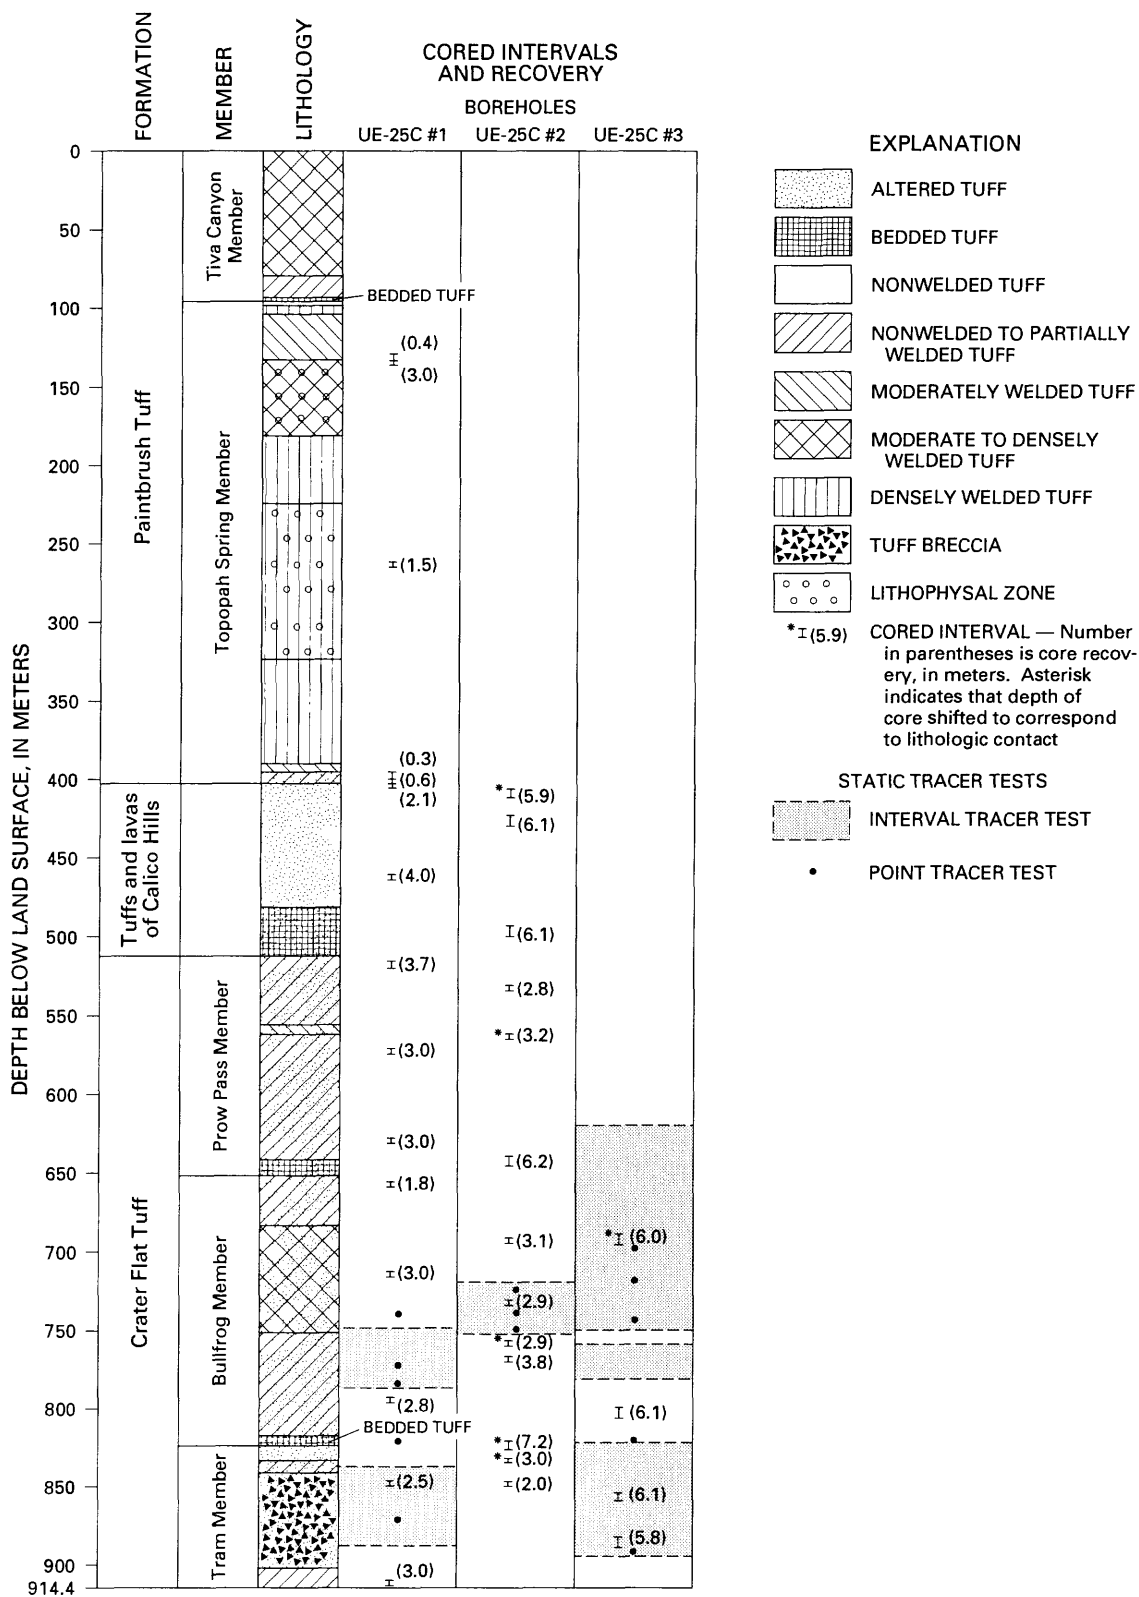 FORMATION
MEMBER
LITHOLOGY
CORED INTERVALS
AND RECOVERY
BOREHOLES
UE-25C #1
UE-25C #2
UE-25C #3
DEPTH BELOW LAND SURFACE, IN METERS
0
50
100
150
200
250
300
350
400
450
500
550
600
650
700
750
800
850
900
914.4
Paintbrush Tuff
Tuffs and lavas
of Calico Hills
Crater Flat Tuff
Tiva Canyon
Member
Topopah Spring Member
Prow Pass Member
Bullfrog Member
Tram Member
BEDDED TUFF
BEDDED TUFF
(0.4)
(3.0)
(1.5)
(0.3)
(0.6)
(2.1)
(4.0)
(3.7)
(3.0)
(3.0)
(1.8)
(3.0)
(2.8)
(2.5)
(3.0)
*(5.9)
(6.1)
(6.1)
(2.8)
*(3.2)
(6.2)
(3.1)
(2.9)
*(2.9)
(3.8)
*(7.2)
*(3.0)
(2.0)
*(6.0)
(6.1)
(6.1)
(5.8)
EXPLANATION
ALTERED TUFF
BEDDED TUFF
NONWELDED TUFF
NONWELDED TO PARTIALLY
WELDED TUFF
MODERATELY WELDED TUFF
MODERATE TO DENSELY
WELDED TUFF
DENSELY WELDED TUFF
TUFF BRECCIA
LITHOPHYSAL ZONE
*(5.9) CORED INTERVAL — Number
in parentheses is core recov-
ery, in meters. Asterisk
indicates that depth of
core shifted to correspond
to lithologic contact
STATIC TRACER TESTS
INTERVAL TRACER TEST
POINT TRACER TEST